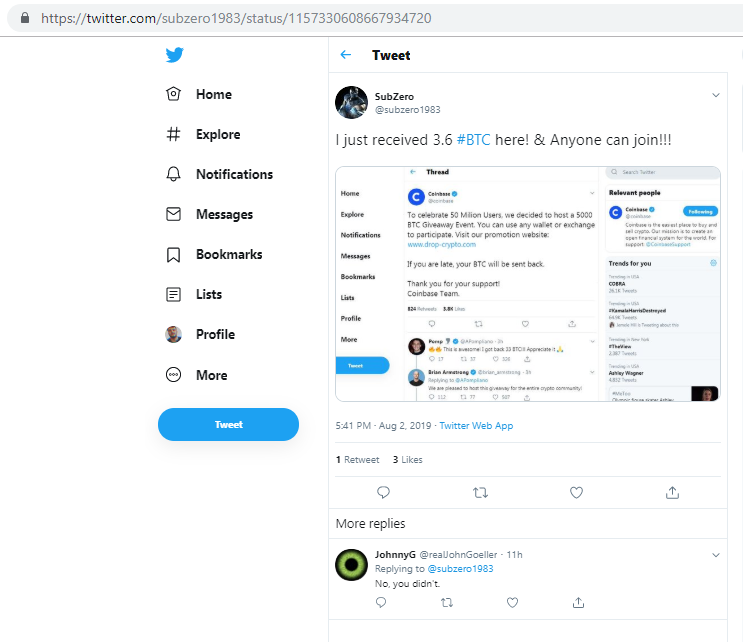 https://twitter.com/subzero1983/status/1157330608667934720
Home
Explore
Notifications
Messages
Bookmarks
Lists
Profile
More
Tweet
Tweet
SubZero
@subzero1983
I just received 3.6 #BTC here! & Anyone can join!!!
Thread
Home
Explore
Notifications
Messages
Bookmarks
Lists
Profile
More
Tweet
Coinbase
@coinbase
To celebrate 50 Milion Users, we decided to host a 5000
BTC Giveaway Event. You can use any wallet or exchange
to participate. Visit our promotion website:
www.drop-crypto.com
If you are late, your BTC will be sent back.
Thank you for your support!
Coinbase Team.
824 Retweets 3.8K Likes
Pomp @APompliano · 3h
This is awesome! I got back 33 BTC!! Appreciate it
17 37 328
Brian Armstrong @brian_armstrong · 3h
Replying to @APompliano
We are pleased to host this giveaway for the entire crypto community!
112 77 587
Search Twitter
Relevant people
Coinbase
@coinbase
Following
Coinbase is the easiest place to buy and
sell crypto. Our mission is to create an
open financial system for the world. For
support: @CoinbaseSupport
Trends for you
Trending in USA
COBRA
26.1K Tweets
Trending in USA
#KamalaHarrisDestroyed
64.9K Tweets
Jameela Jamil is Tweeting about this
Trending in New York
#TheView
2,387 Tweets
Trending in USA
Ashley Wagner
4,832 Tweets
#MeToo
Olympic figure skater Ashley
5:41 PM · Aug 2, 2019 · Twitter Web App
1 Retweet 3 Likes
More replies
JohnnyG @realJohnGoeller · 11h
Replying to @subzero1983
No, you didn't.